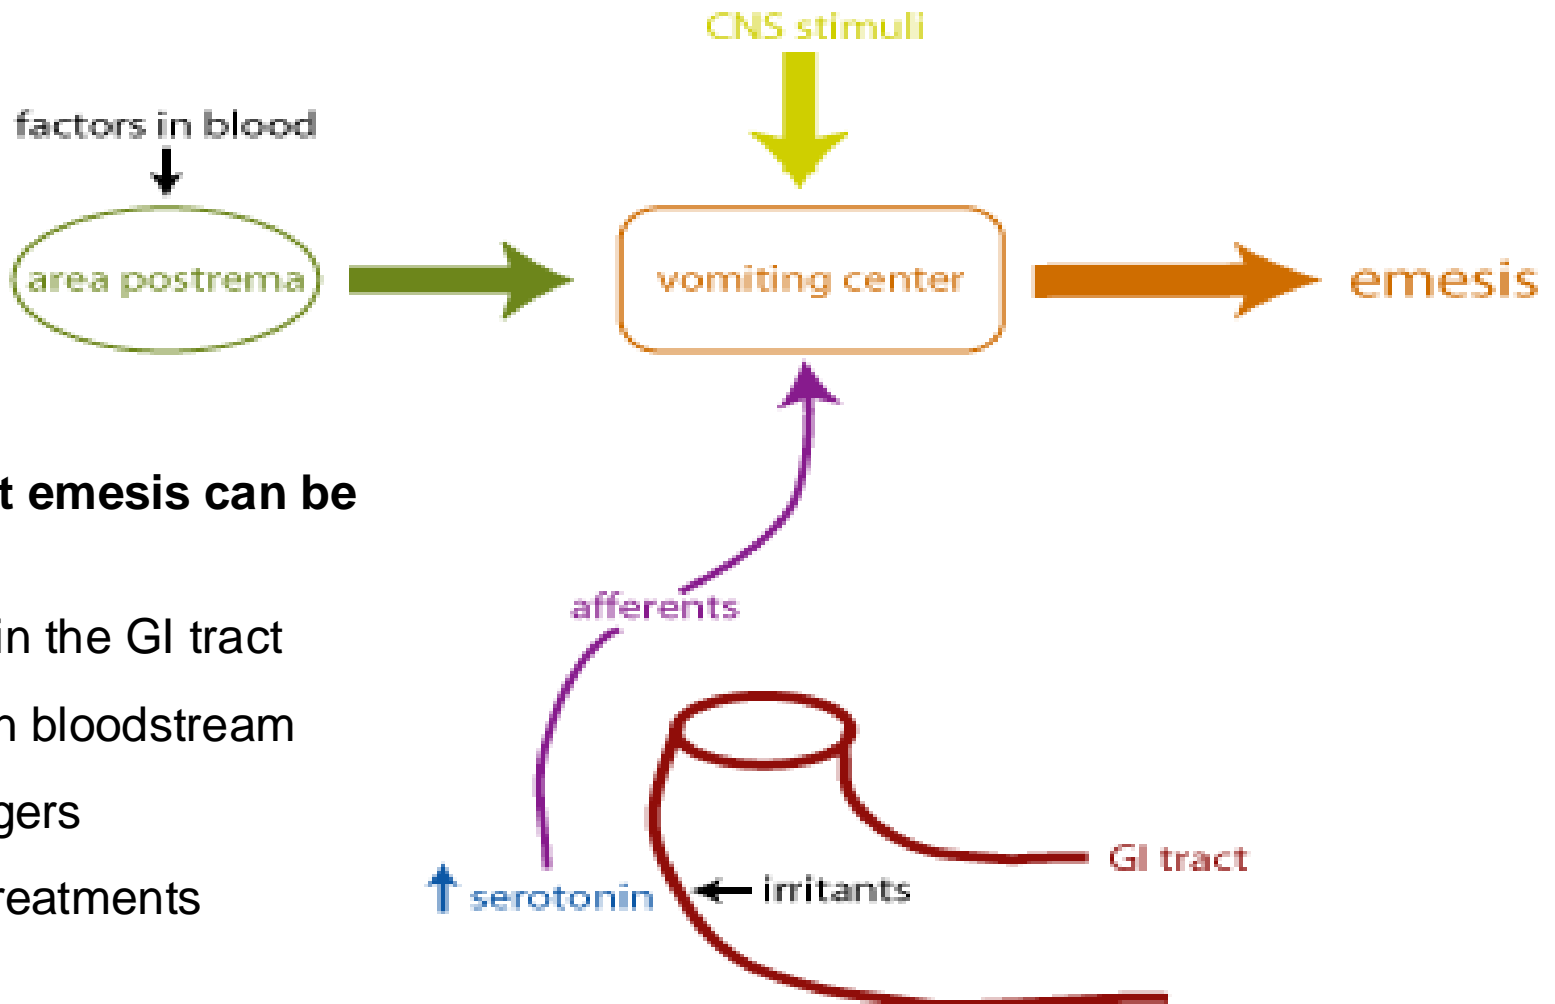 CNS stimuli
factors in blood
area postrema
vomiting center
emesis
t emesis can be
afferents
in the GI tract
n bloodstream
gers
reatments
GI tract
serotonin
irritants